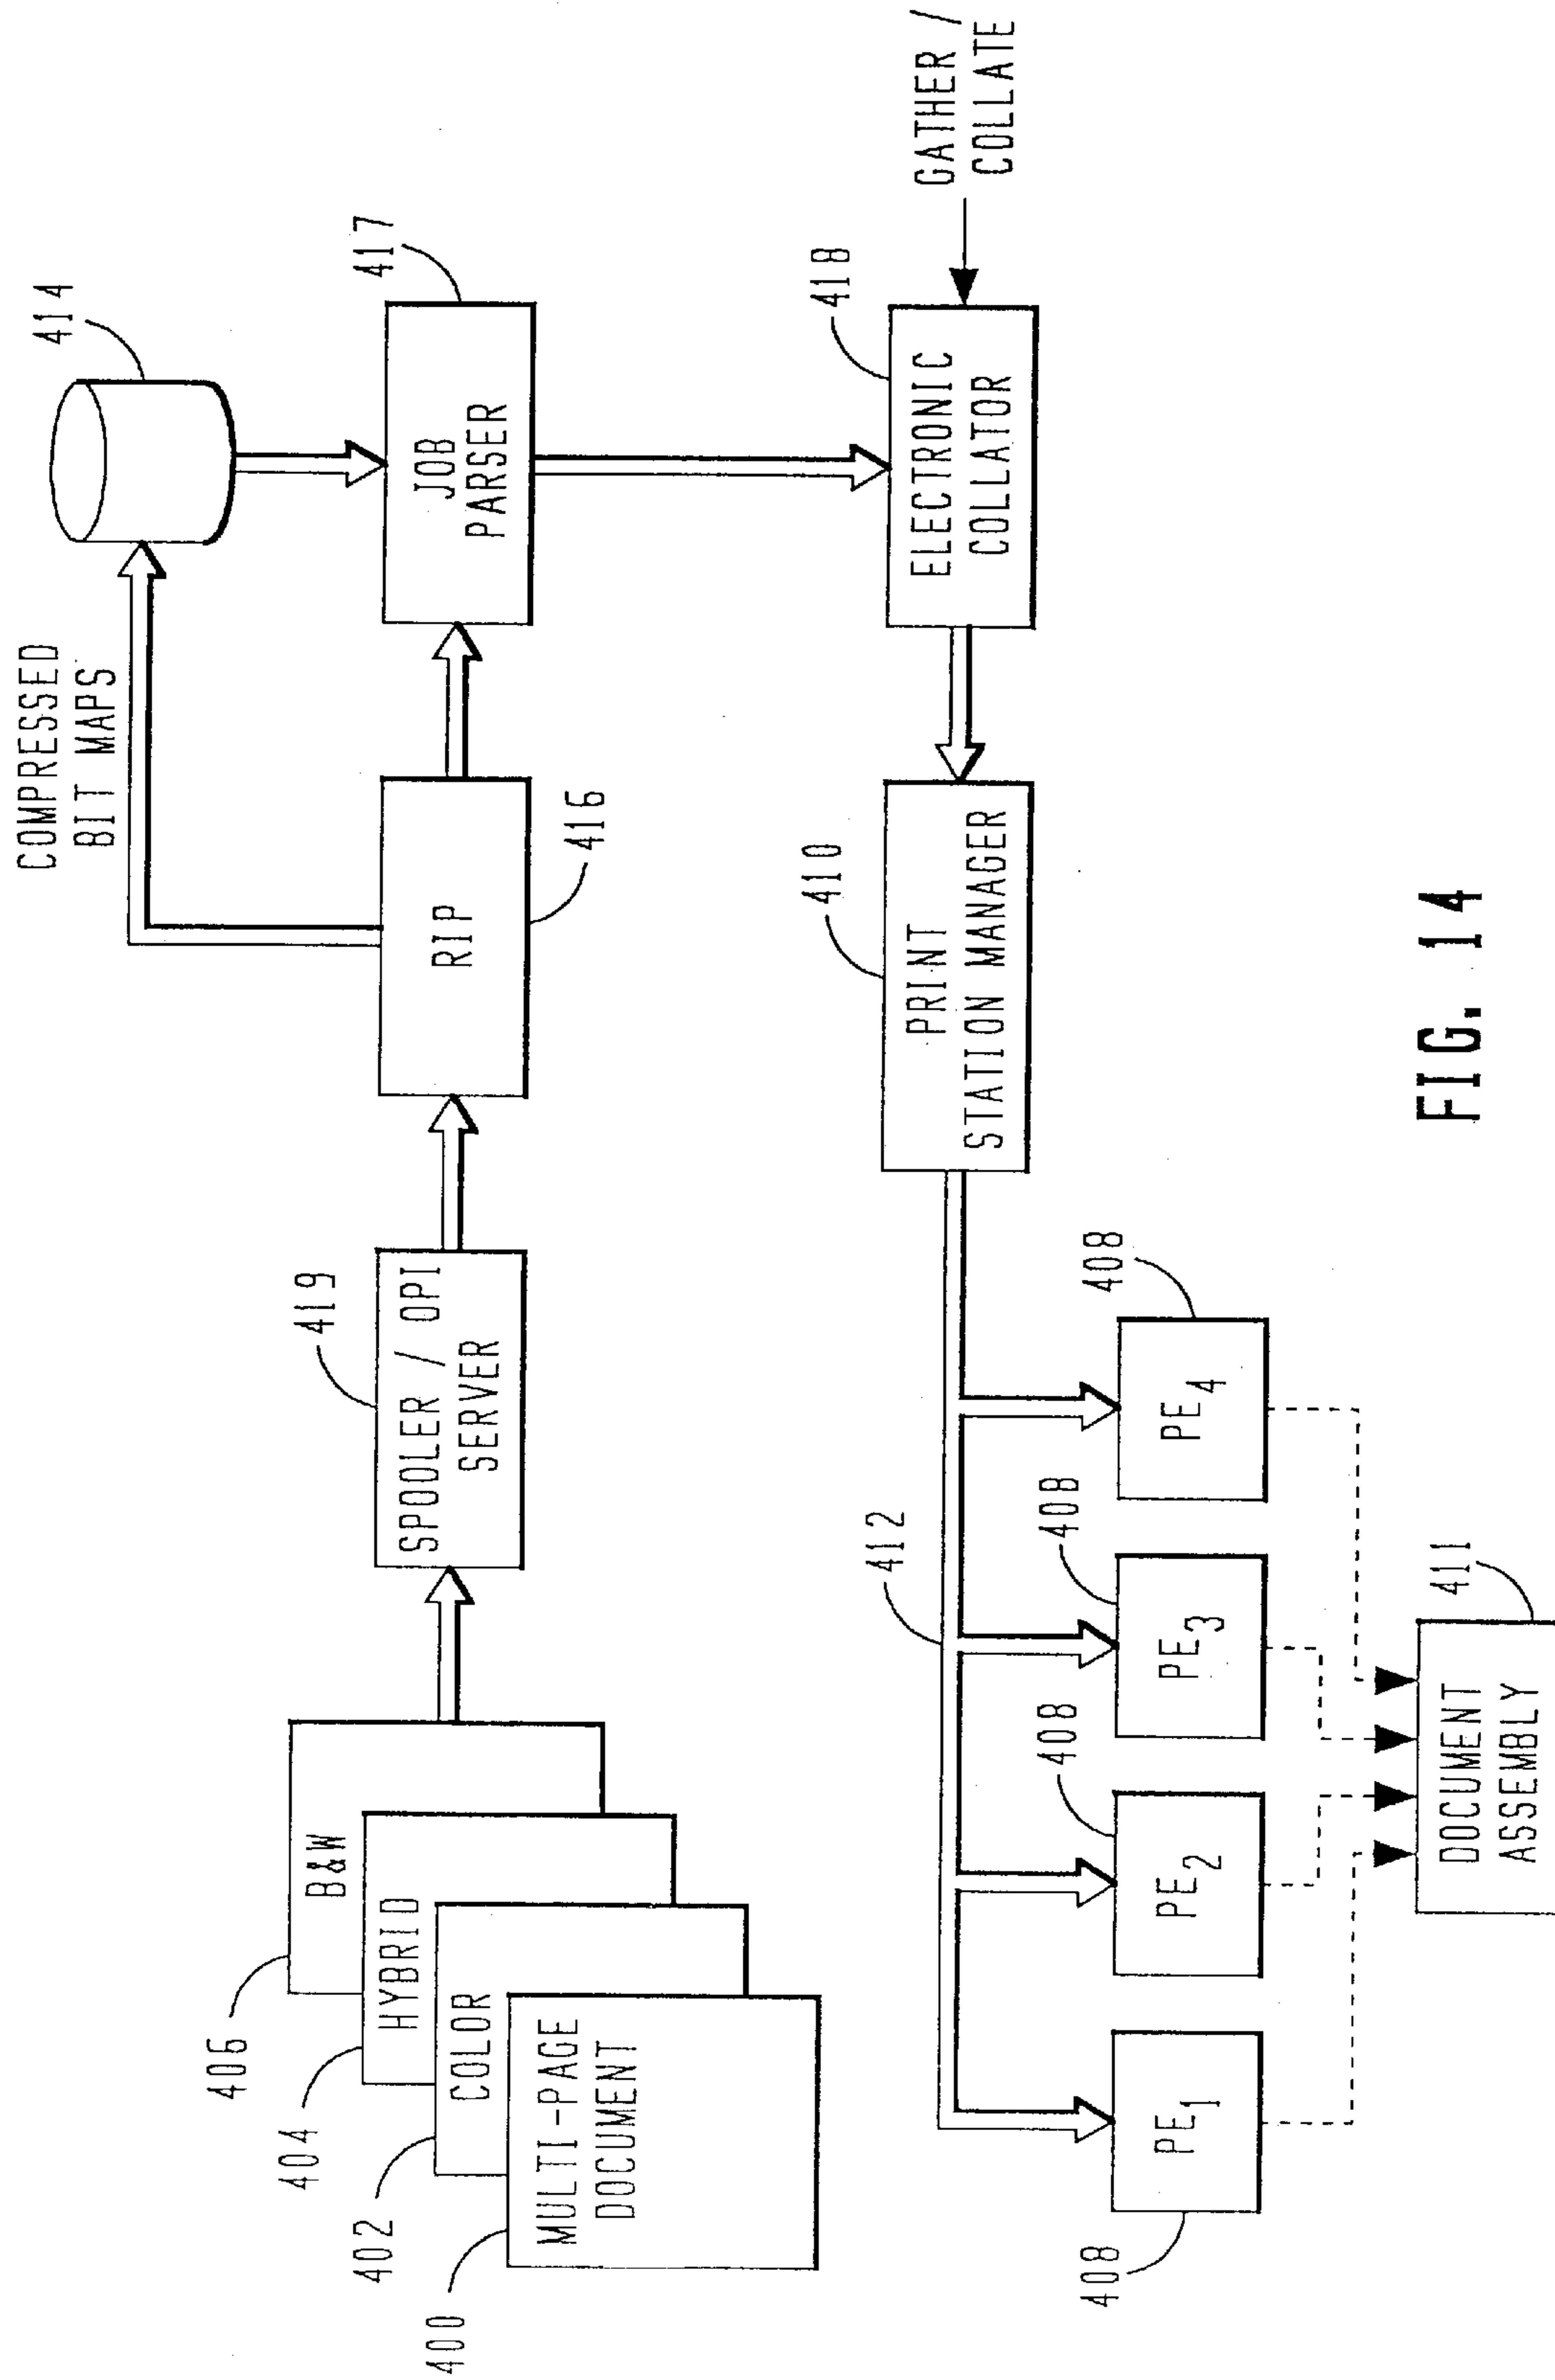 COMPRESSED
BIT MAPS
414
406
B&W
404
HYBRID
402
COLOR
400
MULTI-PAGE
DOCUMENT
419
SPOOLER / OPI
SERVER
RIP
416
417
JOB
PARSER
418
ELECTRONIC
COLLATOR
GATHER /
COLLATE
410
PRINT
STATION MANAGER
412
408
PE1
408
PE2
408
PE3
408
PE4
408
411
DOCUMENT
ASSEMBLY
FIG. 14